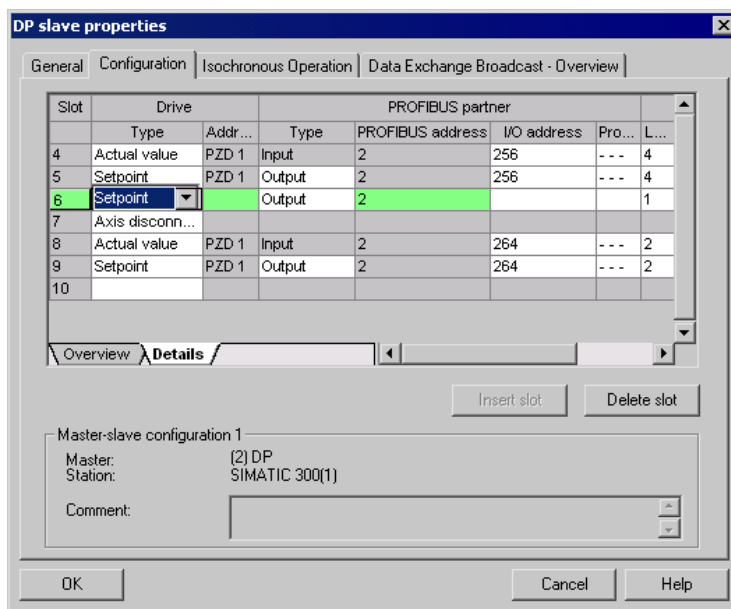 DP slave properties
General Configuration Isochronous Operation Data Exchange Broadcast - Overview
Slot Drive PROFIBUS partner
Type Addr... Type PROFIBUS address I/O address Pro... L...
4 Actual value PZD 1 Input 2 256 - - - 4
5 Setpoint PZD 1 Output 2 256 - - - 4
6 Setpoint Output 2 1
7 Axis disconn...
8 Actual value PZD 1 Input 2 264 - - - 2
9 Setpoint PZD 1 Output 2 264 - - - 2
10
Overview Details
Insert slot Delete slot
Master-slave configuration 1
Master: (2) DP
Station: SIMATIC 300(1)
Comment:
OK Cancel Help